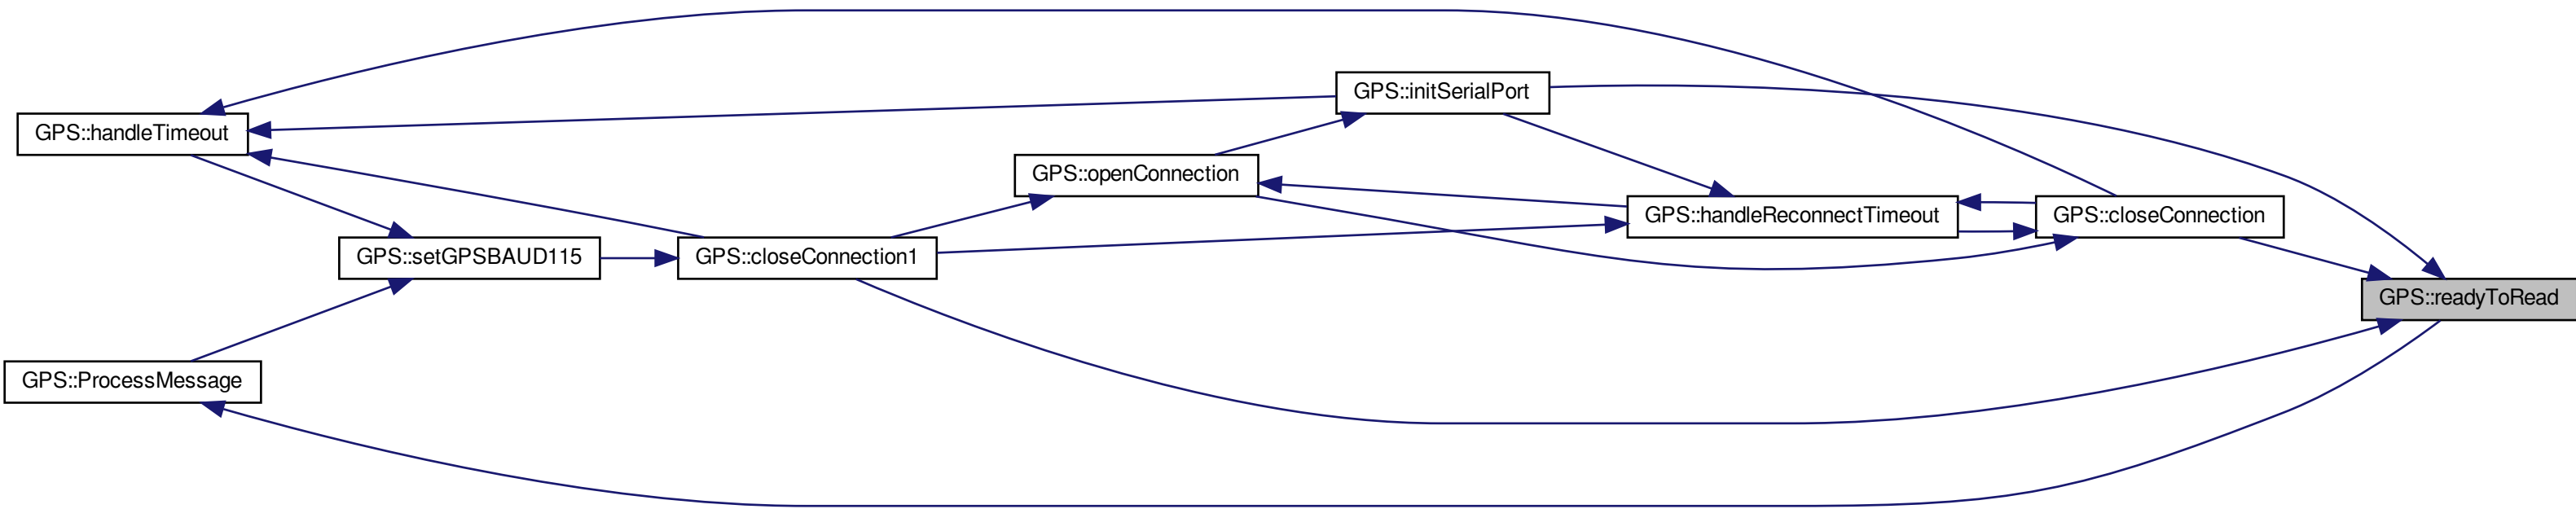 GPS::initSerialPort
GPS::handleTimeout
GPS::openConnection
GPS::handleReconnectTimeout
GPS::closeConnection
GPS::setGPSBAUD115
GPS::closeConnection1
GPS::readyToRead
GPS::ProcessMessage